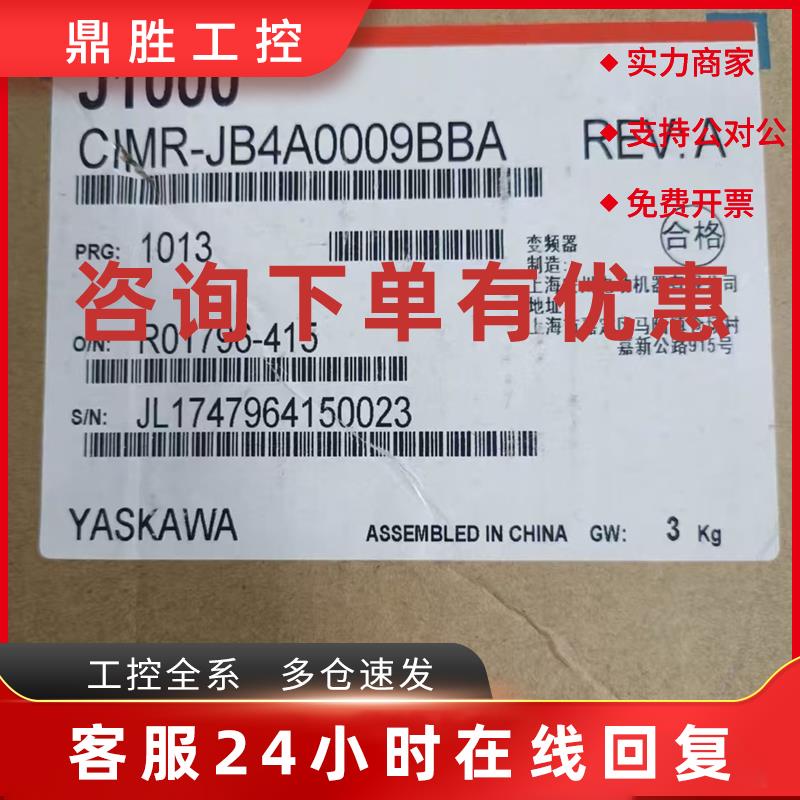 鼎胜工控
实力商家
支持公对公
免费开票
J1000
CIMR-JB4A0009BBA REV:A
PRG: 1013
合格
变频器
制造:
咨询下单有优惠
地址
O/N: R01796-415
嘉新公路915号
S/N: JL1747964150023
YASKAWA
ASSEMBLED IN CHINA GW: 3 Kg
工控全系 多仓速发
客服24小时在线回复